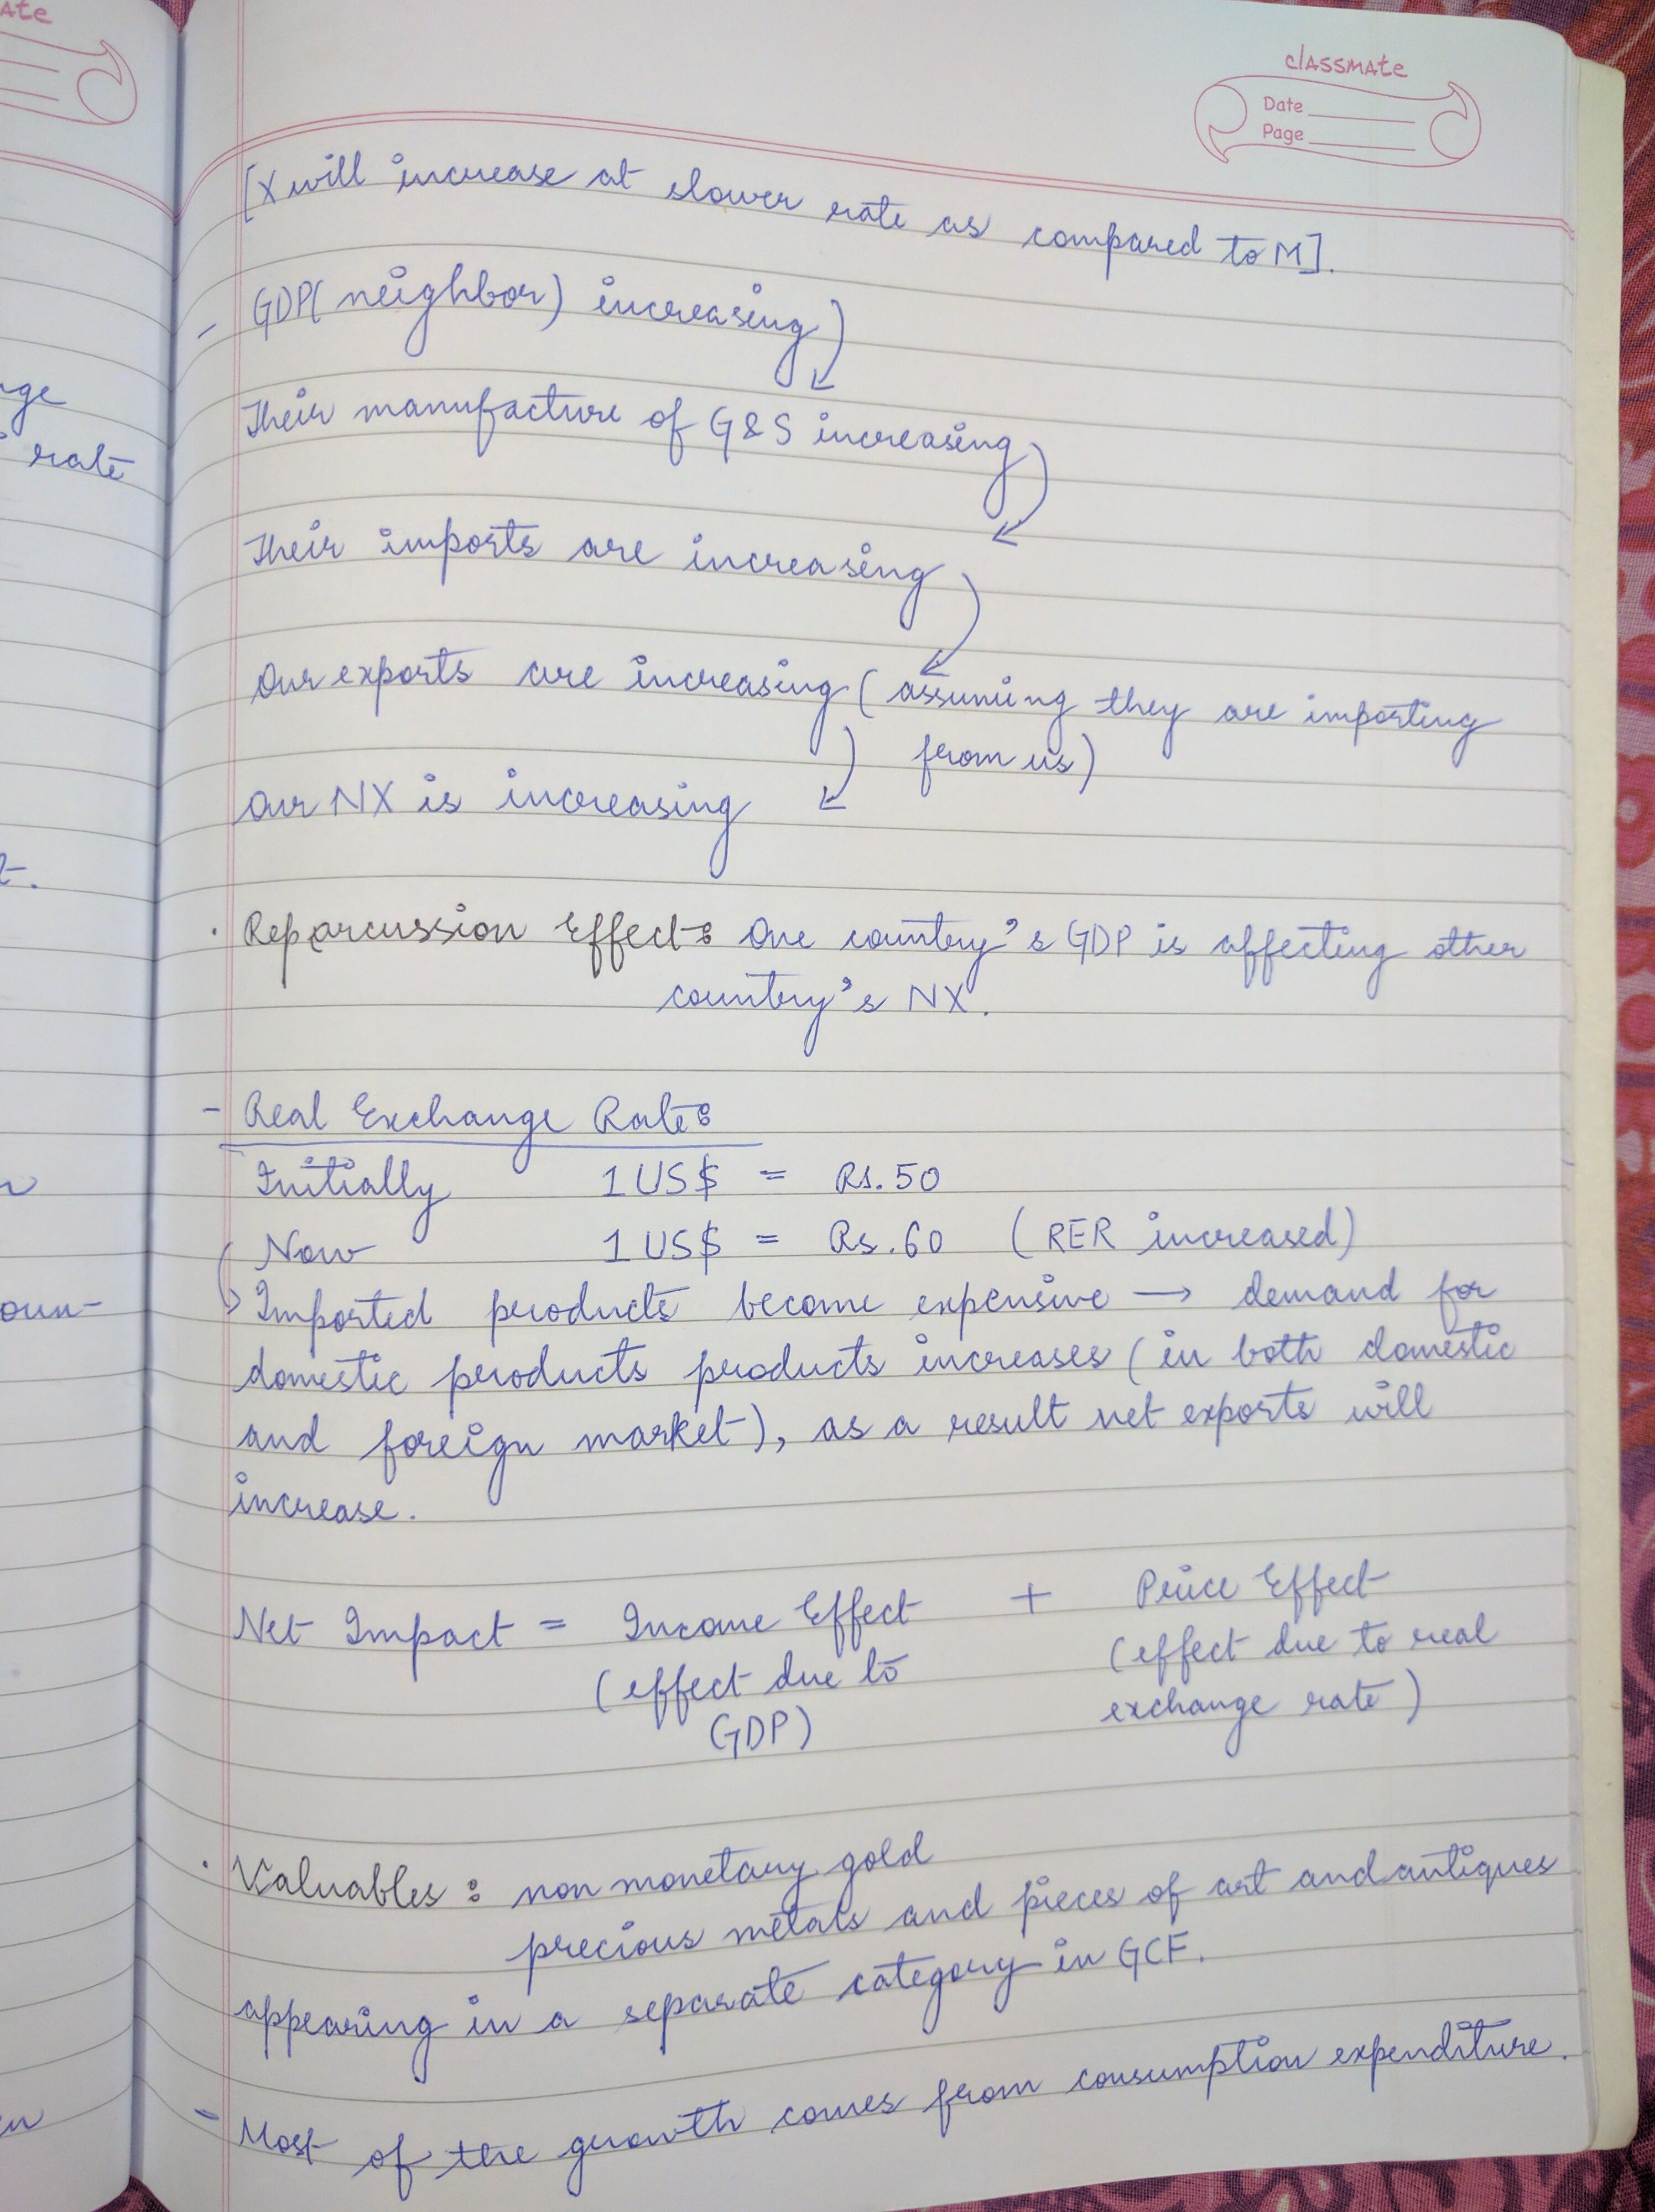 ate
classmate
Date
Page
[X will increase at slower rate as compared to M].
- GDP(neighbor) increasing
Their manufacture of G&S increasing
Their imports are increasing
Our exports are increasing (assuming they are importing
from us)
Our NX is increasing
· Reparcussion Effect: One country's GDP is affecting other
country's NX.
- Real Exchange Rate:
Initially 1 US$ = Rs. 50
Now 1 US$ = Rs. 60 (RER increased)
Imported products become expensive → demand for
domestic products products increases (in both domestic
and foreign market), as a result net exports will
increase.
Net Impact = Income Effect + Price Effect
(effect due to (effect due to real
GDP) exchange rate)
· Valuables : non monetary gold
precious metals and pieces of art and antiques
appearing in a separate category in GCF.
- Most of the growth comes from consumption expenditure.
rate